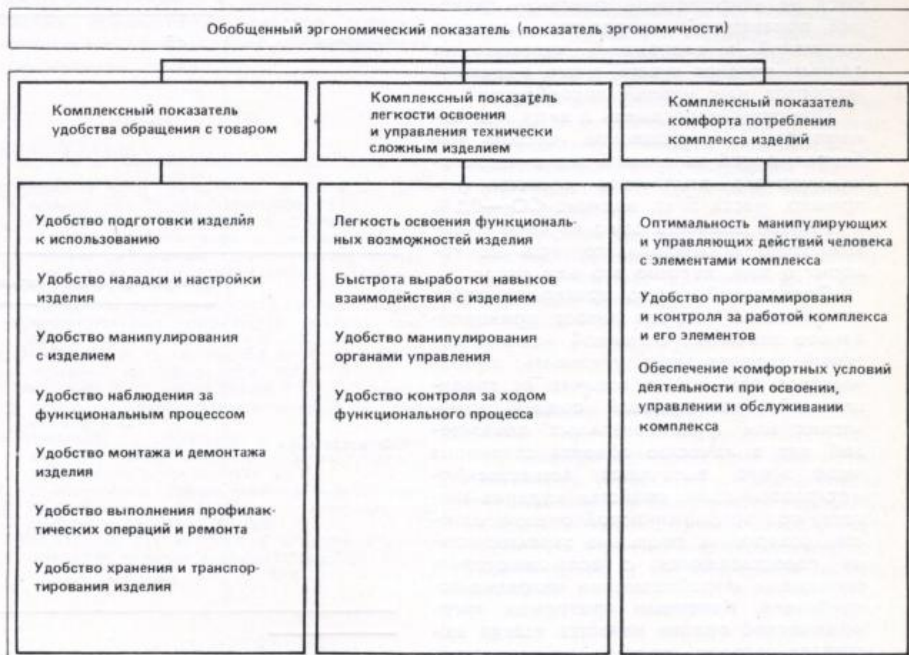 Обобщенный эргономический показатель (показатель эргономичности)
Комплексный показатель
удобства обращения с товаром
Комплексный показатель
легкости освоения
и управления технически
сложным изделием
Комплексный показатель
комфорта потребления
комплекса изделий
Удобство подготовки изделия
к использованию
Удобство наладки и настройки
изделия
Удобство манипулирования
с изделием
Удобство наблюдения за
функциональным процессом
Удобство монтажа и демонтажа
изделия
Удобство выполнения профилак-
тических операций и ремонта
Удобство хранения и транспор-
тирования изделия
Легкость освоения функциональ-
ных возможностей изделия
Быстрота выработки навыков
взаимодействия с изделием
Удобство манипулирования
органами управления
Удобство контроля за ходом
функционального процесса
Оптимальность манипулирующих
и управляющих действий человека
с элементами комплекса
Удобство программирования
и контроля за работой комплекса
и его элементов
Обеспечение комфортных условий
деятельности при освоении,
управлении и обслуживании
комплекса